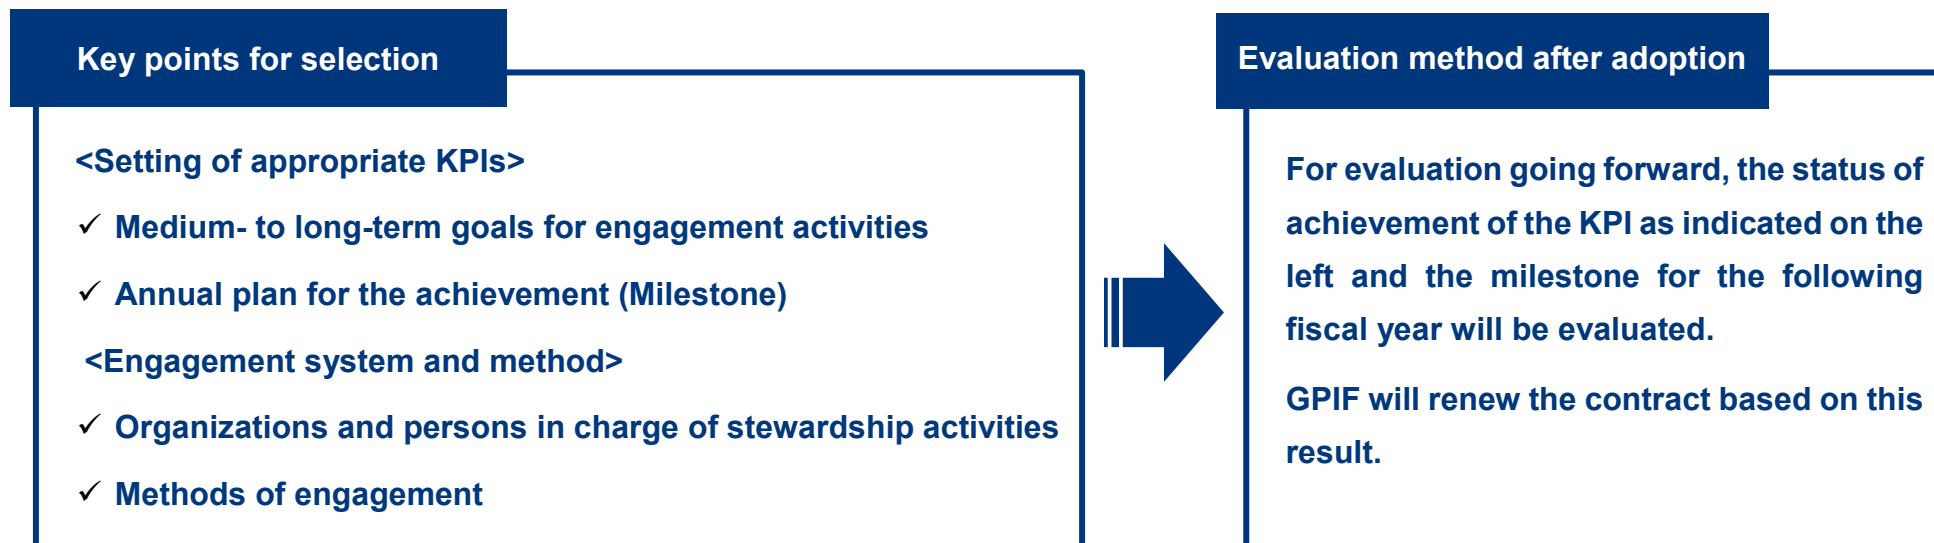 Key points for selection
<Setting of appropriate KPIs>
✓ Medium- to long-term goals for engagement activities
✓ Annual plan for the achievement (Milestone)
<Engagement system and method>
✓ Organizations and persons in charge of stewardship activities
✓ Methods of engagement
Evaluation method after adoption
For evaluation going forward, the status of
achievement of the KPI as indicated on the
left and the milestone for the following
fiscal year will be evaluated.
GPIF will renew the contract based on this
result.